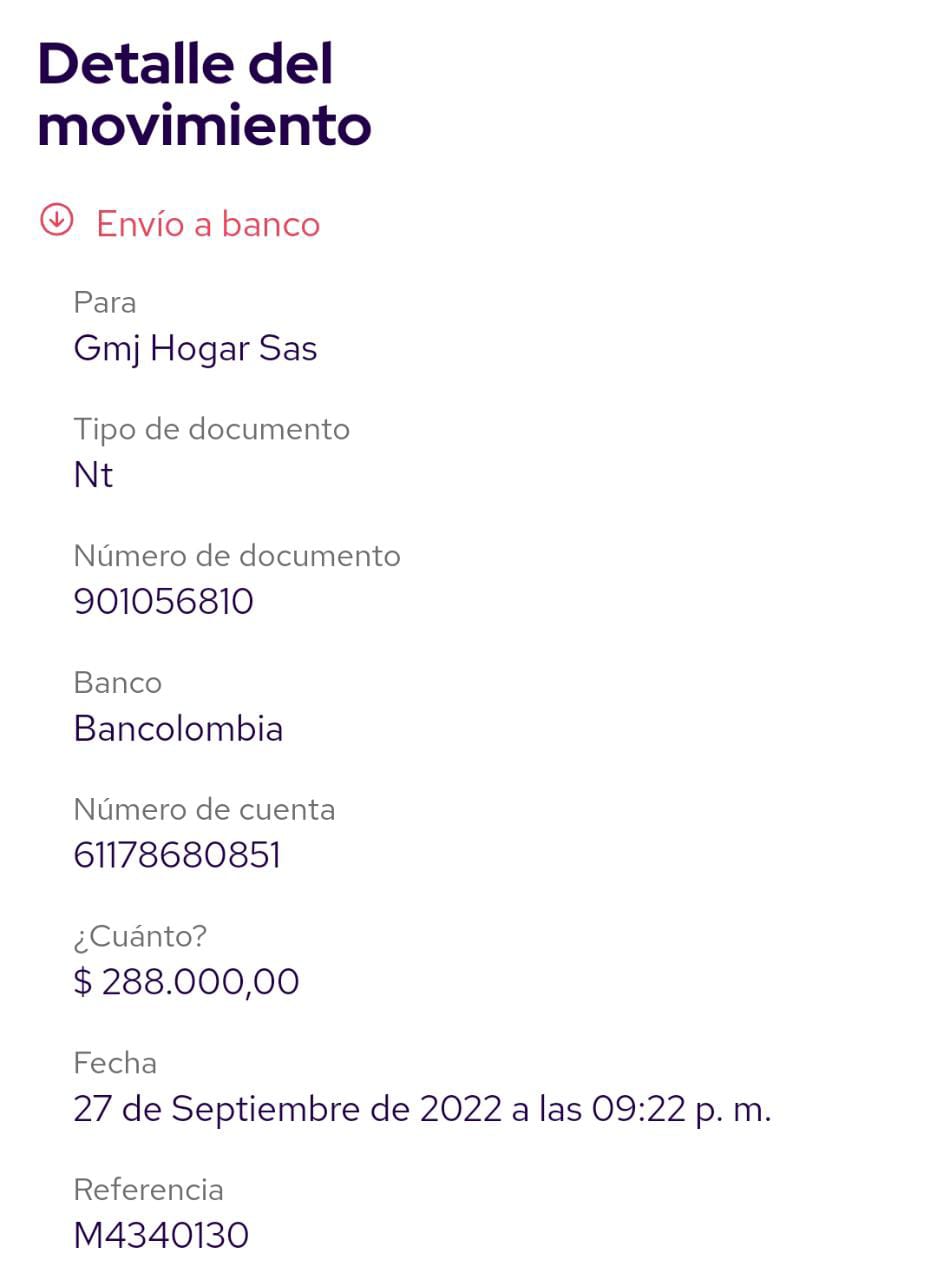 Detalle del
movimiento
Envío a banco
Para
Gmj Hogar Sas
Tipo de documento
Nt
Número de documento
901056810
Banco
Bancolombia
Número de cuenta
61178680851
¿Cuánto?
$ 288.000,00
Fecha
27 de Septiembre de 2022 a las 09:22 p. m.
Referencia
M4340130